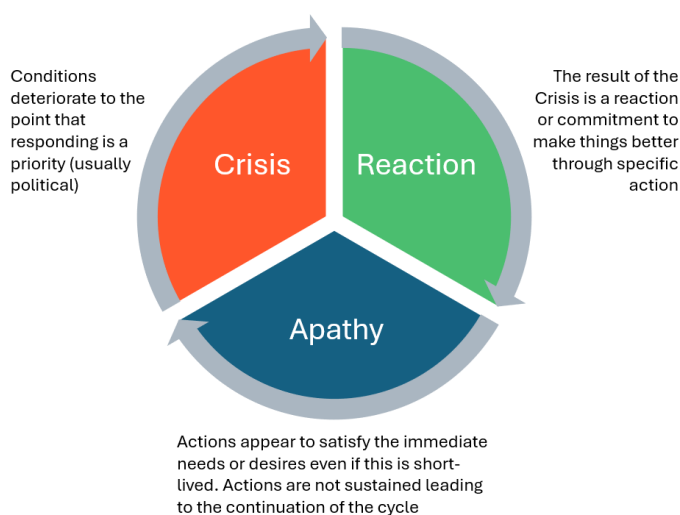 Conditions
deteriorate to the
point that
responding is a
priority (usually
political)
Crisis
Reaction
The result of the
Crisis is a reaction
or commitment to
make things better
through specific
action
Apathy
Actions appear to satisfy the immediate
needs or desires even if this is short-
lived. Actions are not sustained leading
to the continuation of the cycle